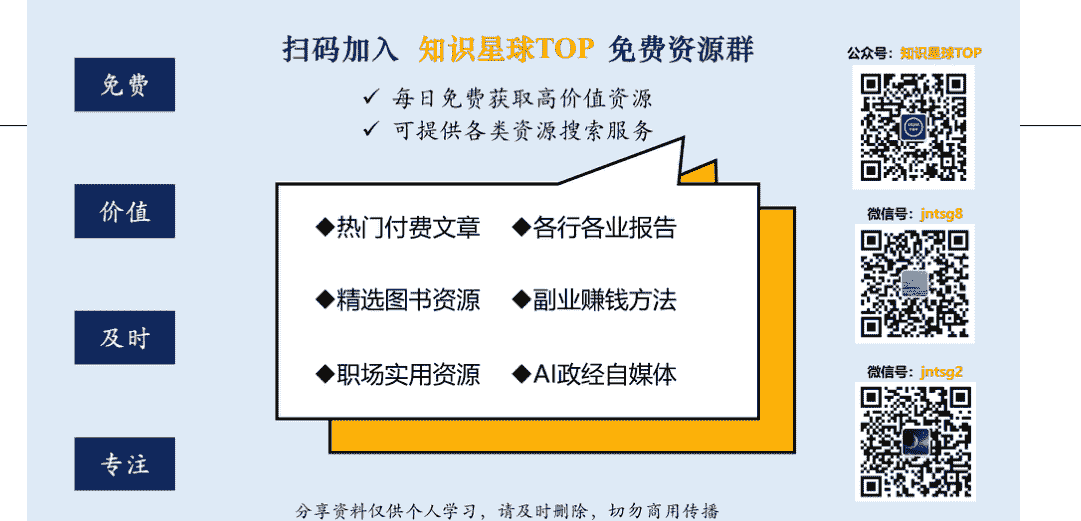 扫码加入 知识星球TOP 免费资源群
✓ 每日免费获取高价值资源
✓ 可提供各类资源搜索服务
免费
价值
及时
专注
◆热门付费文章 ◆各行各业报告
◆精选图书资源 ◆副业赚钱方法
◆职场实用资源 ◆AI政经自媒体
公众号：知识星球TOP
微信号：jntsg8
微信号：jntsg2
分享资料仅供个人学习，请及时删除，切勿商用传播